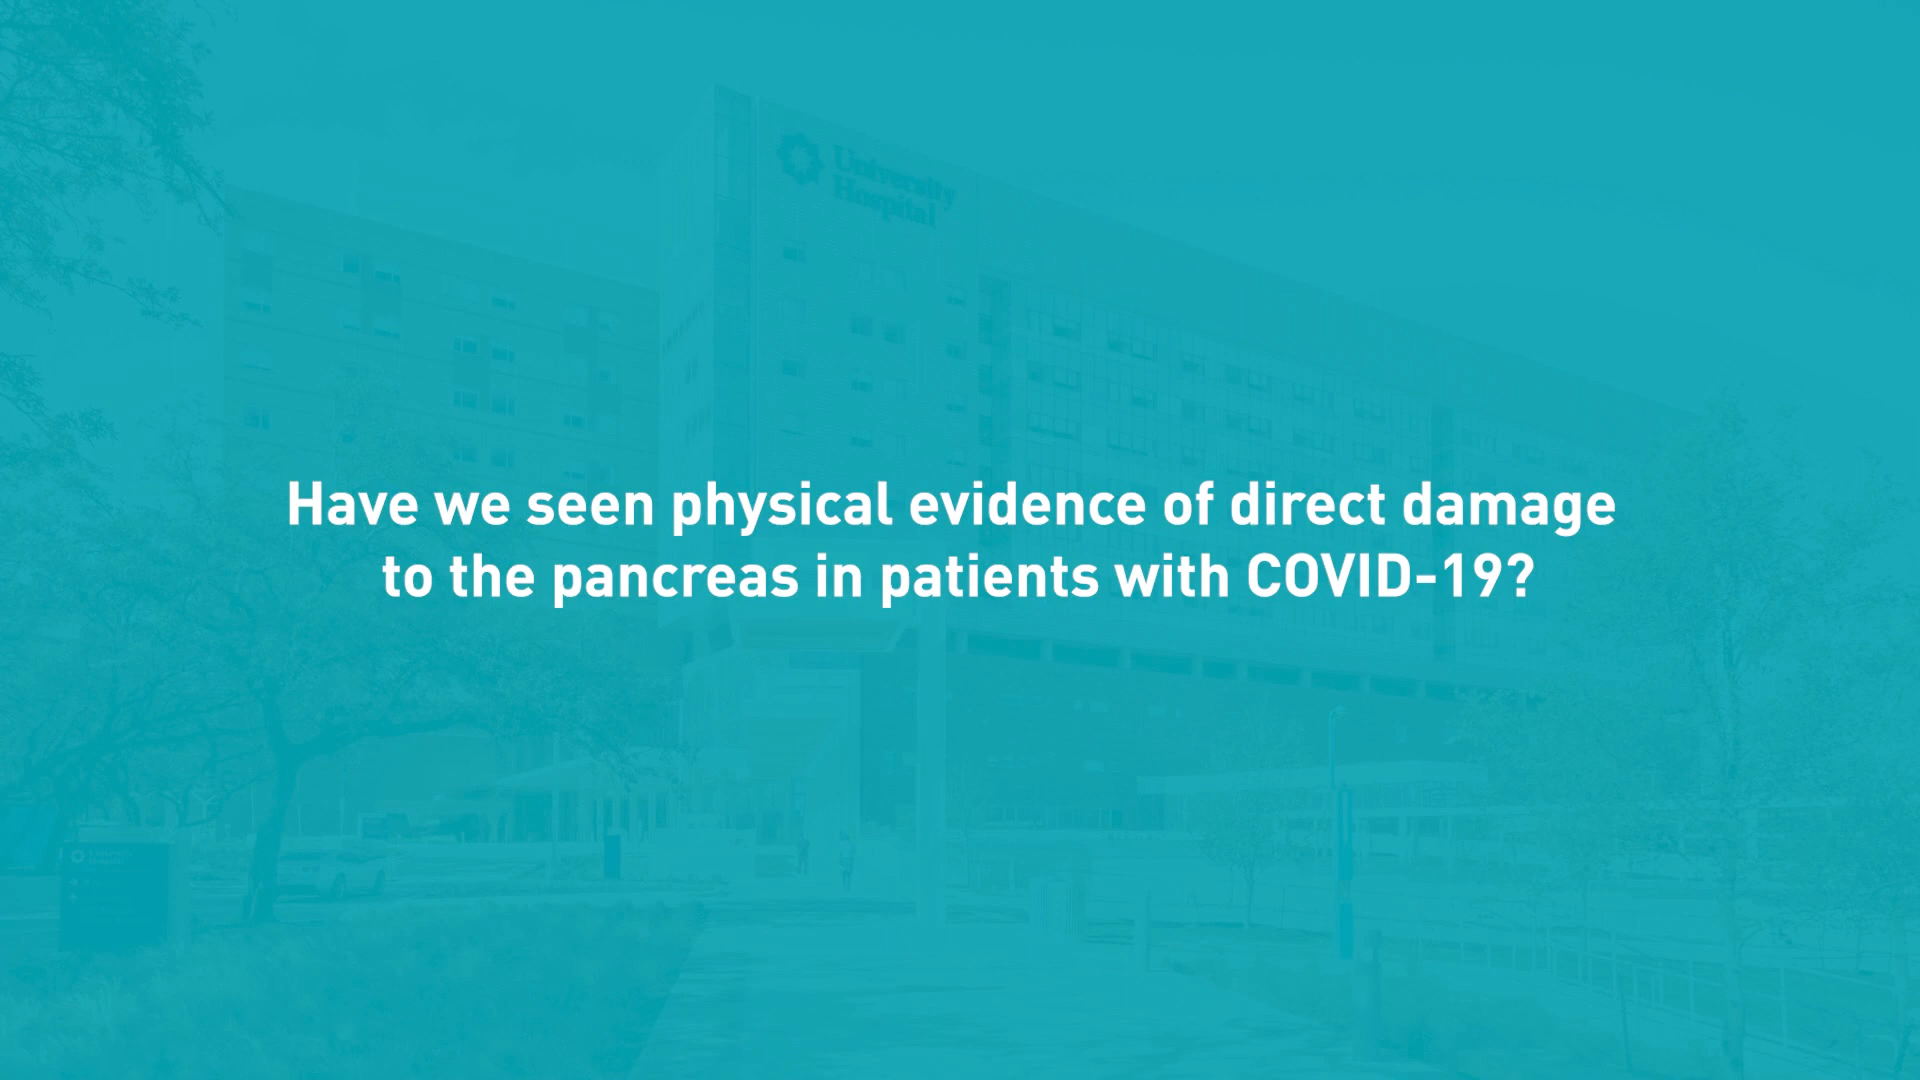 University
Hospital
Have we seen physical evidence of direct damage
to the pancreas in patients with COVID-19?